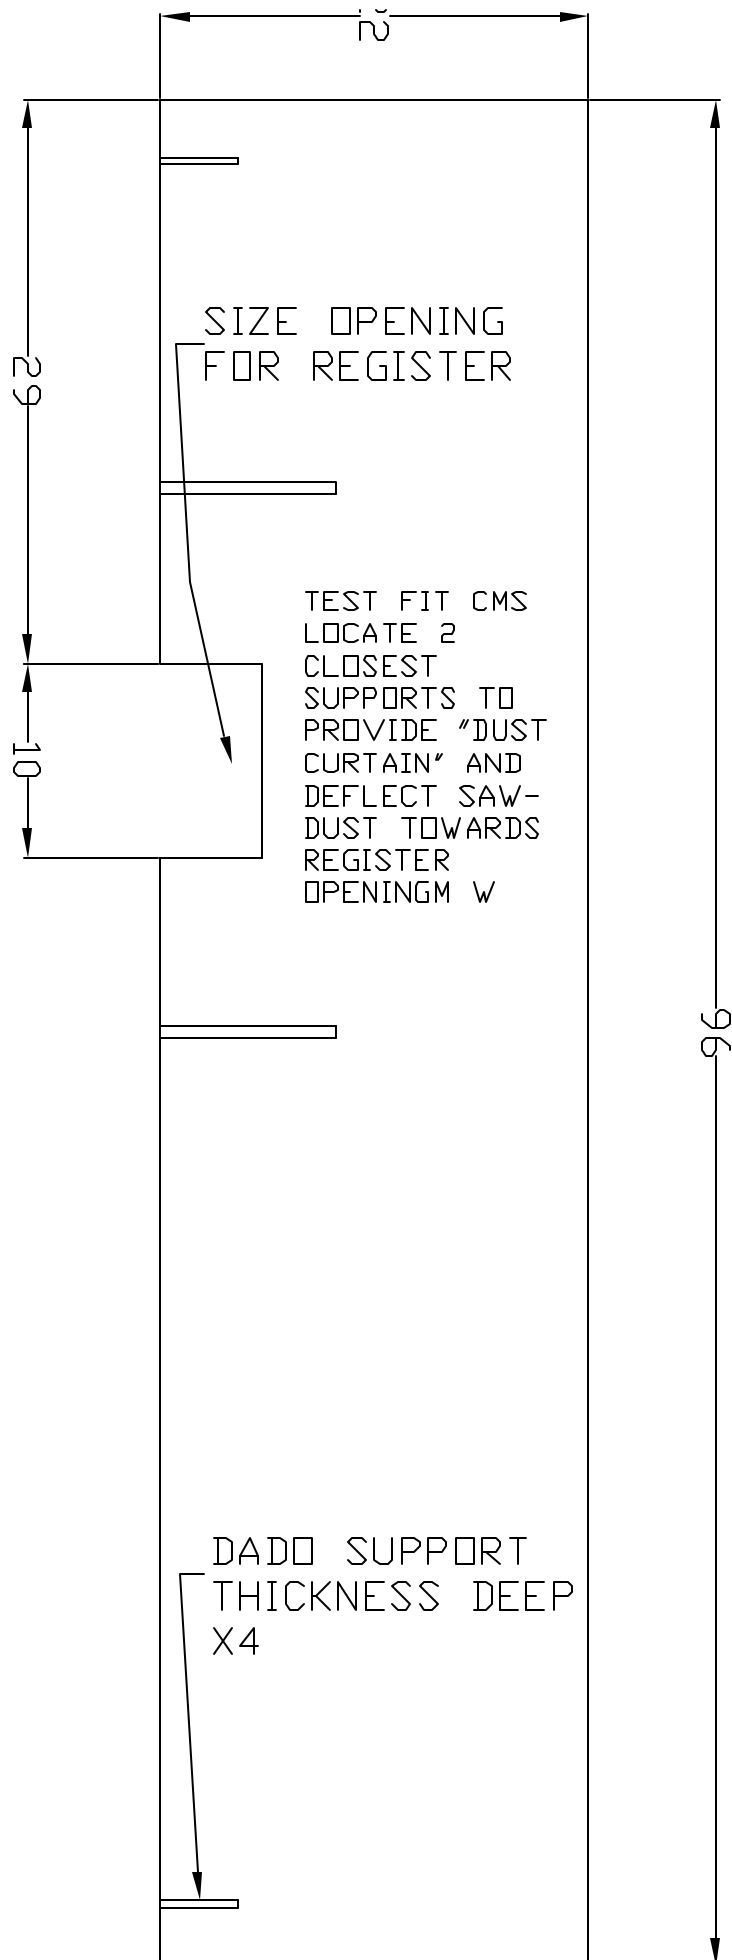 29
SIZE OPENING
FOR REGISTER
TEST FIT CMS
LOCATE 2
CLOSEST
SUPPORTS TO
PROVIDE "DUST
CURTAIN" AND
DEFLECT SAW-
DUST TOWARDS
REGISTER
OPENINGM W
10
96
DADO SUPPORT
THICKNESS DEEP
X4